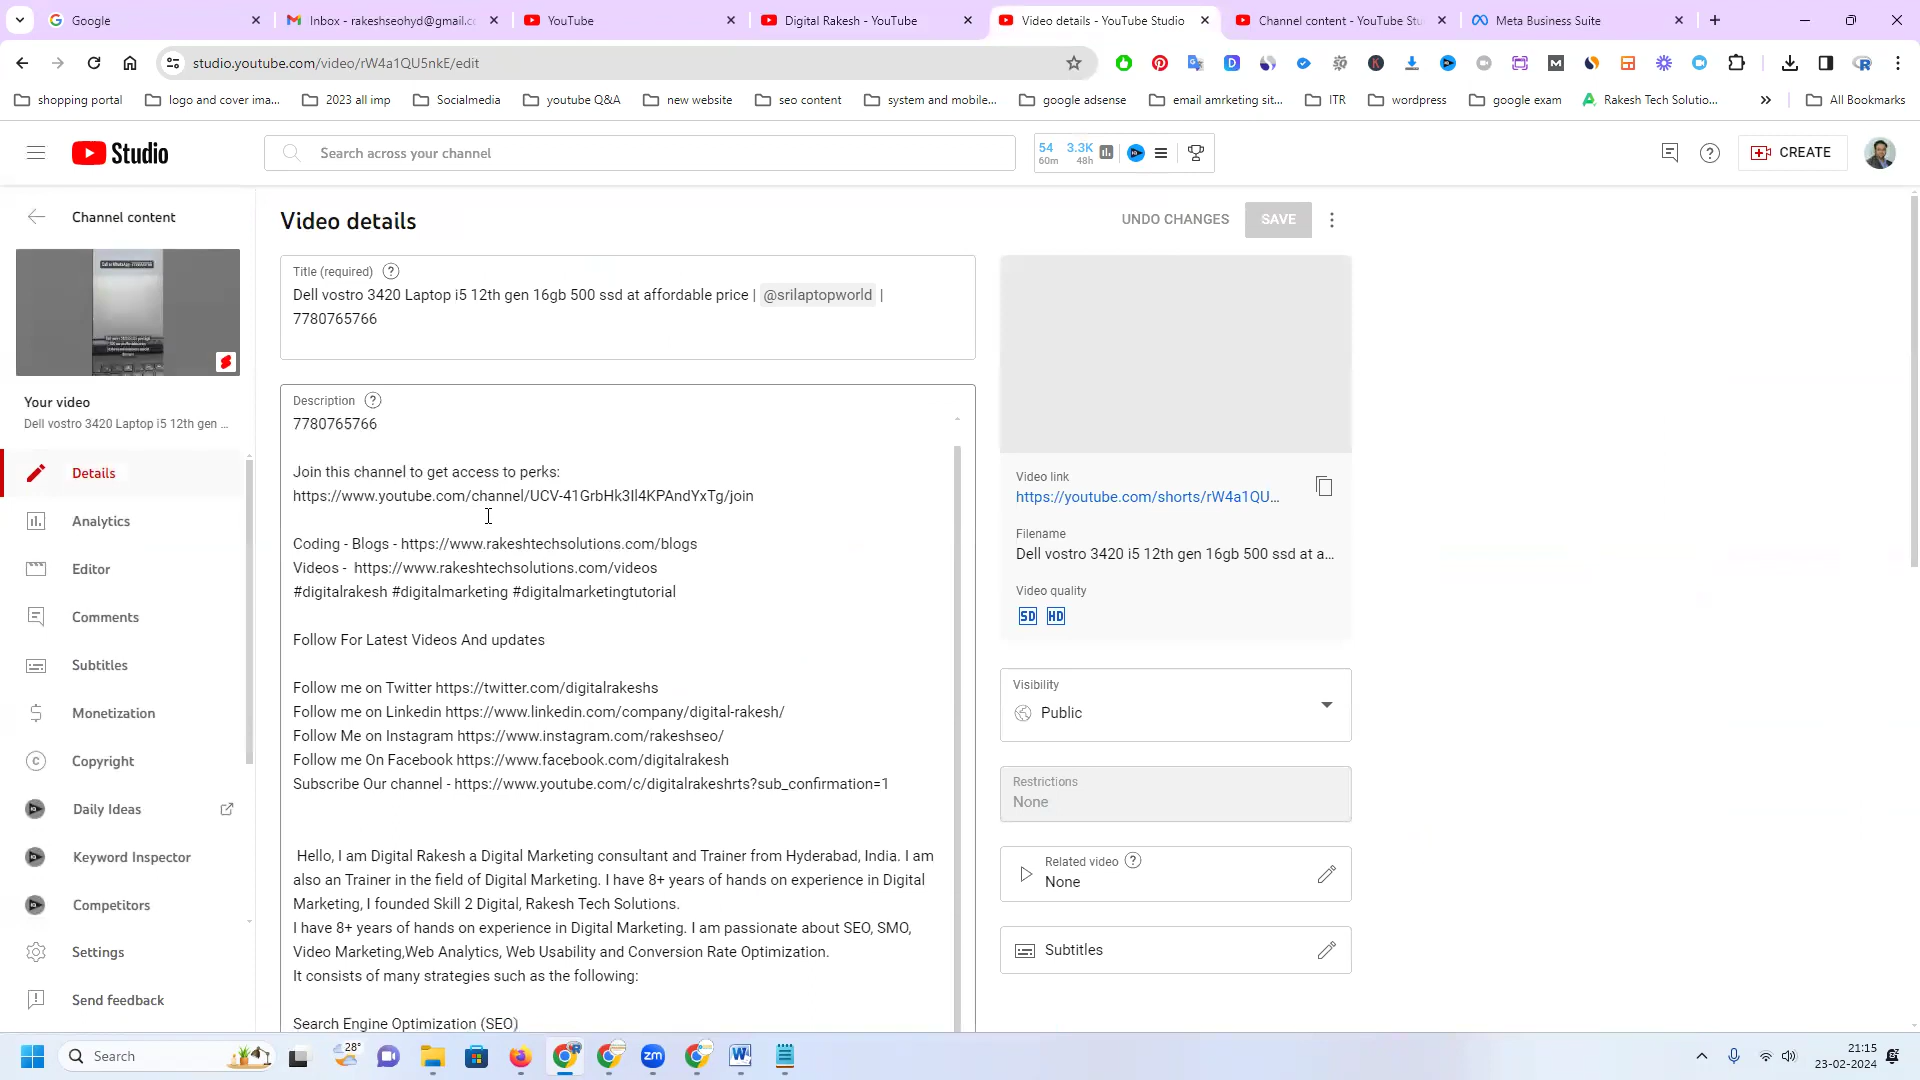 Google
Inbox - rakeshseohyd@gmail.co
YouTube
Digital Rakesh - YouTube
Video details - YouTube Studio
Channel content - YouTube Stu
Meta Business Suite
studio.youtube.com/video/rW4a1QU5nkE/edit
shopping portal
logo and cover ima...
2023 all imp
Socialmedia
youtube Q&A
new website
seo content
system and mobile...
google adsense
email amrketing sit...
ITR
wordpress
google exam
Rakesh Tech Solutio...
All Bookmarks
Studio
Search across your channel
54 3.3K
60m 48h
CREATE
Channel content
Video details
UNDO CHANGES
SAVE
Title (required)
Dell vostro 3420 Laptop i5 12th gen 16gb 500 ssd at affordable price | @srilaptopworld |
7780765766
Your video
Dell vostro 3420 Laptop i5 12th gen ...
Details
Analytics
Editor
Comments
Subtitles
Monetization
Copyright
Daily Ideas
Keyword Inspector
Competitors
Settings
Send feedback
Description
7780765766
Join this channel to get access to perks:
https://www.youtube.com/channel/UCV-41GrbHk3Il4KPAndYxTg/join
Coding - Blogs - https://www.rakeshtechsolutions.com/blogs
Videos - https://www.rakeshtechsolutions.com/videos
#digitalrakesh #digitalmarketing #digitalmarketingtutorial
Follow For Latest Videos And updates
Follow me on Twitter https://twitter.com/digitalrakeshs
Follow me on Linkedin https://www.linkedin.com/company/digital-rakesh/
Follow Me on Instagram https://www.instagram.com/rakeshseo/
Follow me On Facebook https://www.facebook.com/digitalrakesh
Subscribe Our channel - https://www.youtube.com/c/digitalrakeshrts?sub_confirmation=1
Hello, I am Digital Rakesh a Digital Marketing consultant and Trainer from Hyderabad, India. I am
also an Trainer in the field of Digital Marketing. I have 8+ years of hands on experience in Digital
Marketing, I founded Skill 2 Digital, Rakesh Tech Solutions.
I have 8+ years of hands on experience in Digital Marketing. I am passionate about SEO, SMO,
Video Marketing,Web Analytics, Web Usability and Conversion Rate Optimization.
It consists of many strategies such as the following:
Search Engine Optimization (SEO)
Video link
https://youtube.com/shorts/rW4a1QU...
Filename
Dell vostro 3420 i5 12th gen 16gb 500 ssd at a...
Video quality
SD HD
Visibility
Public
Restrictions
None
Related video
None
Subtitles
Search
28°
21:15
23-02-2024